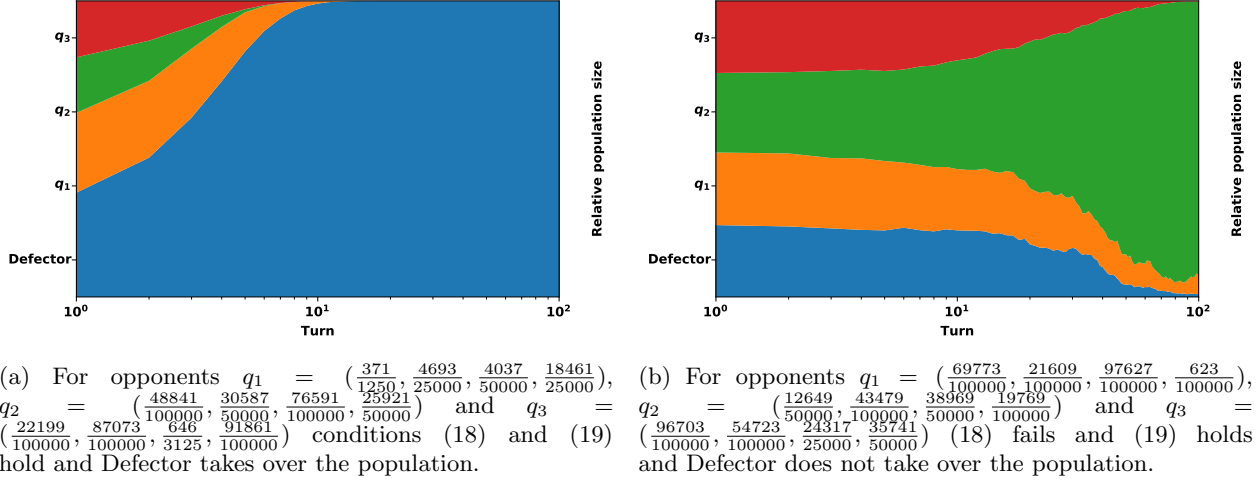 q₃
q₂
q₁
Defector
10⁰ 10¹ 10²
Turn
Relative population size
q₃
q₂
q₁
Defector
10⁰ 10¹ 10²
Turn
Relative population size
(a) For opponents q₁ = (371/1250, 4693/25000, 4037/50000, 18461/25000),
q₂ = (48841/100000, 30587/50000, 76591/100000, 25921/50000) and q₃ =
(22199/100000, 87073/100000, 646/3125, 91861/100000) conditions (18) and (19)
hold and Defector takes over the population.
(b) For opponents q₁ = (69773/100000, 21609/100000, 97627/100000, 623/100000),
q₂ = (12649/50000, 43479/100000, 38969/50000, 19769/100000) and q₃ =
(96703/100000, 54723/100000, 24317/25000, 35741/50000) (18) fails and (19) holds
and Defector does not take over the population.